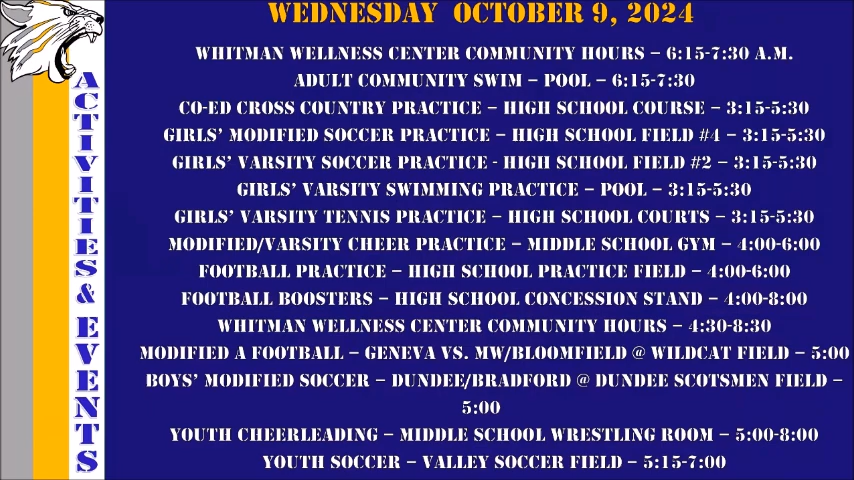 WEDNESDAY OCTOBER 9, 2024
WHITMAN WELLNESS CENTER COMMUNITY HOURS – 6:15-7:30 A.M.
ADULT COMMUNITY SWIM – POOL – 6:15-7:30
CO-ED CROSS COUNTRY PRACTICE – HIGH SCHOOL COURSE – 3:15-5:30
GIRLS' MODIFIED SOCCER PRACTICE – HIGH SCHOOL FIELD #4 – 3:15-5:30
GIRLS' VARSITY SOCCER PRACTICE - HIGH SCHOOL FIELD #2 – 3:15-5:30
GIRLS' VARSITY SWIMMING PRACTICE – POOL – 3:15-5:30
GIRLS' VARSITY TENNIS PRACTICE – HIGH SCHOOL COURTS – 3:15-5:30
MODIFIED/VARSITY CHEER PRACTICE – MIDDLE SCHOOL GYM – 4:00-6:00
FOOTBALL PRACTICE – HIGH SCHOOL PRACTICE FIELD – 4:00-6:00
FOOTBALL BOOSTERS – HIGH SCHOOL CONCESSION STAND – 4:00-8:00
WHITMAN WELLNESS CENTER COMMUNITY HOURS – 4:30-8:30
MODIFIED A FOOTBALL – GENEVA VS. MW/BLOOMFIELD @ WILDCAT FIELD – 5:00
BOYS' MODIFIED SOCCER – DUNDEE/BRADFORD @ DUNDEE SCOTSMEN FIELD –
5:00
YOUTH CHEERLEADING – MIDDLE SCHOOL WRESTLING ROOM – 5:00-8:00
YOUTH SOCCER – VALLEY SOCCER FIELD – 5:15-7:00
ACTIVITIES & EVENTS